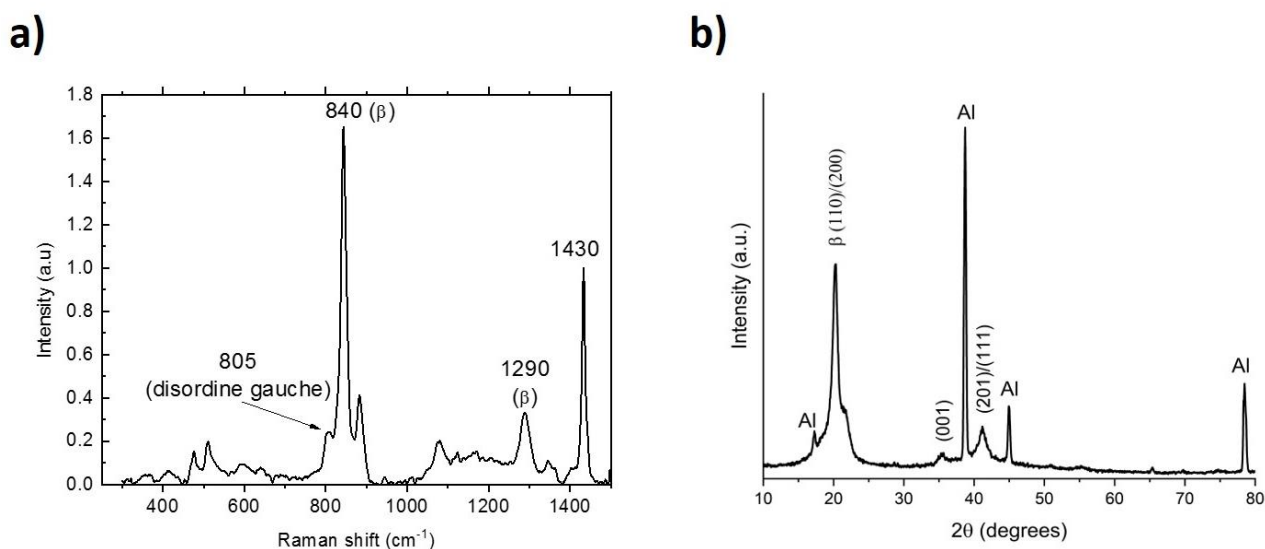 a)
840 (β)
1430
805
(disordine gauche)
1290
(β)
1.8
1.6
1.4
1.2
1.0
0.8
0.6
0.4
0.2
0.0
Intensity (a.u)
400 600 800 1000 1200 1400
Raman shift (cm⁻¹)
b)
Al
β (110)/(200)
Al
(001)
(201)/(111)
Al
Al
Intensity (a.u.)
10 20 30 40 50 60 70 80
2θ (degrees)